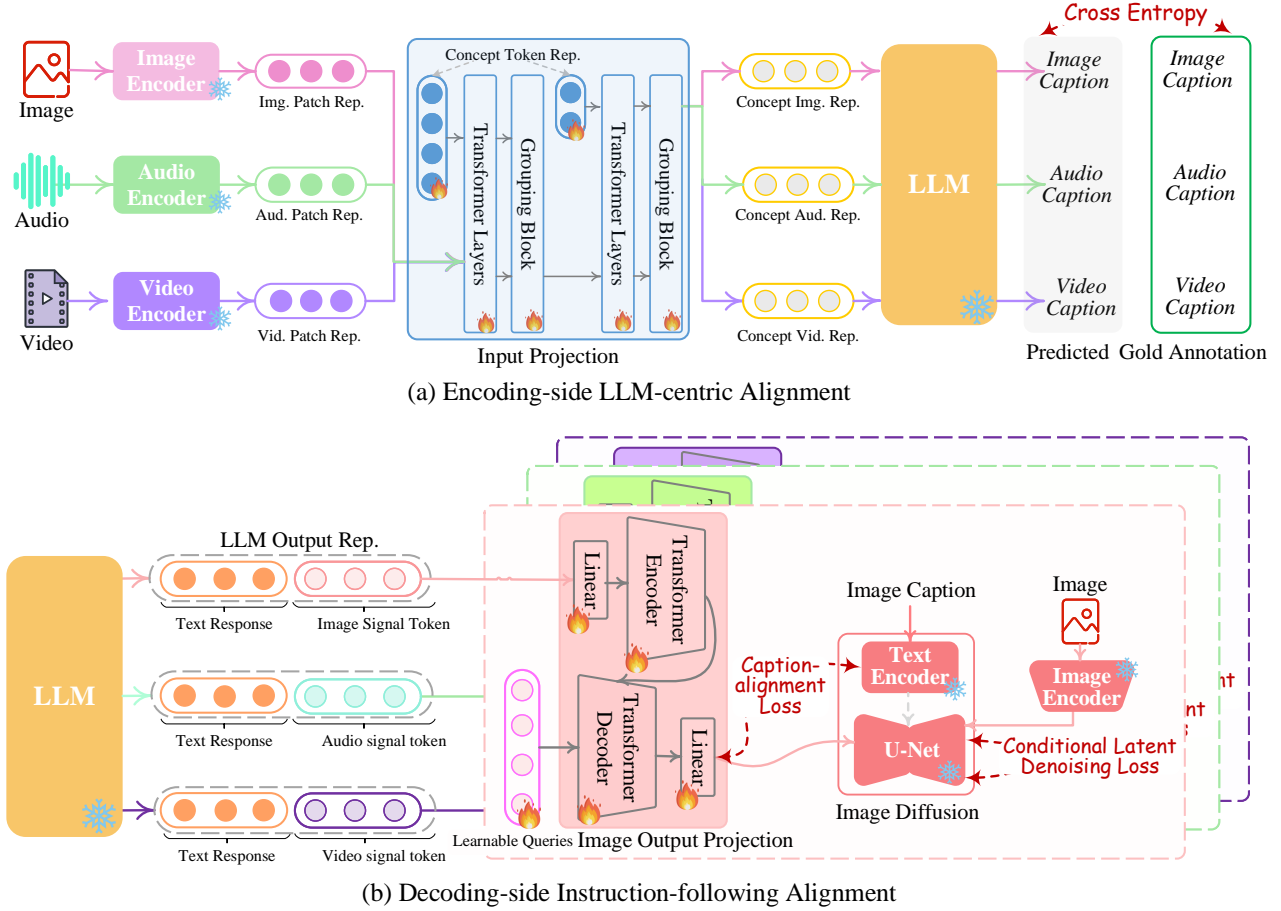 Cross Entropy
Image
Image
Encoder
Img. Patch Rep.
Concept Token Rep.
Transformer Layers
Grouping Block
Transformer Layers
Grouping Block
Concept Img. Rep.
LLM
Image
Caption
Image
Caption
Audio
Audio
Encoder
Aud. Patch Rep.
Concept Aud. Rep.
Audio
Caption
Audio
Caption
Video
Video
Encoder
Vid. Patch Rep.
Concept Vid. Rep.
Video
Caption
Video
Caption
Input Projection
Predicted
Gold Annotation
(a) Encoding-side LLM-centric Alignment
LLM
LLM Output Rep.
Text Response
Image Signal Token
Text Response
Audio signal token
Text Response
Video signal token
Linear
Transformer
Encoder
Transformer
Decoder
Linear
Learnable Queries
Image Output Projection
Caption-
alignment
Loss
Image Caption
Text
Encoder
U-Net
Image Diffusion
Image
Image
Encoder
Conditional Latent
Denoising Loss
(b) Decoding-side Instruction-following Alignment